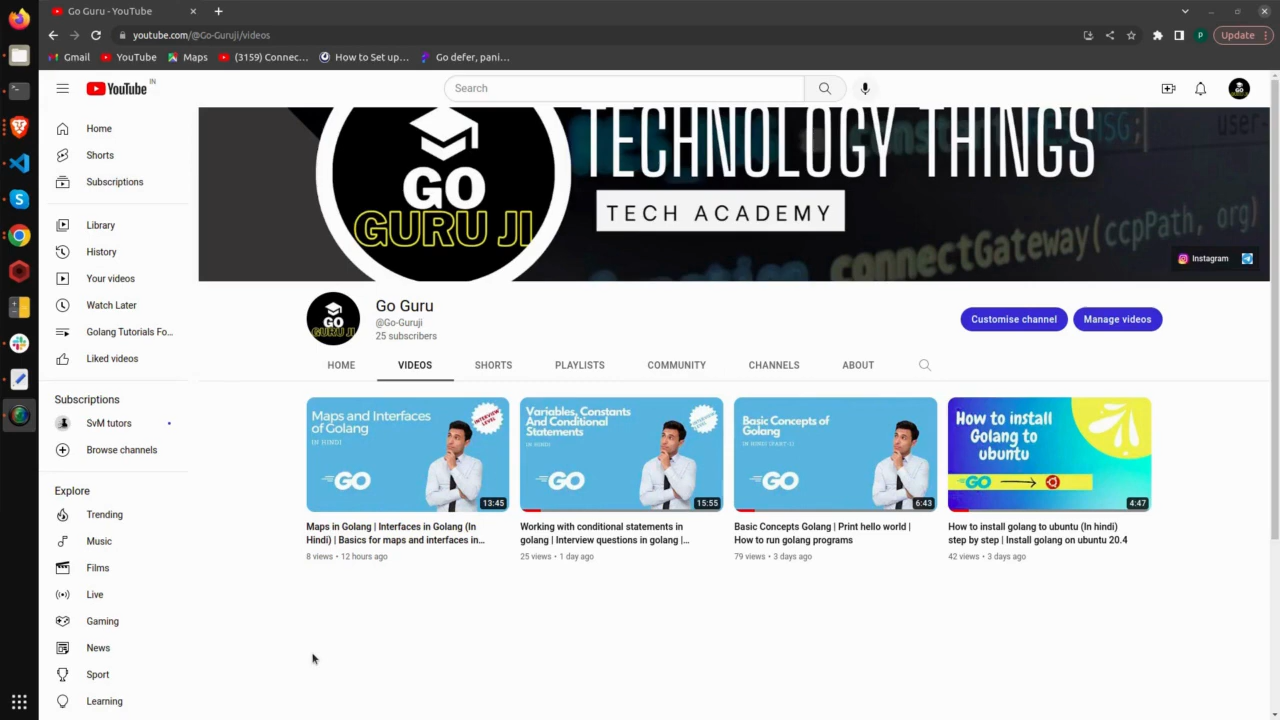 Go Guru - YouTube
youtube.com/@Go-Guruji/videos
P
Update
Gmail
YouTube
Maps
(3159) Connec...
How to Set up...
Go defer, pani...
YouTube IN
Search
Home
Shorts
Subscriptions
Library
History
Your videos
Watch Later
Golang Tutorials Fo...
Liked videos
Subscriptions
SvM tutors
Browse channels
Explore
Trending
Music
Films
Live
Gaming
News
Sport
Learning
GO
GURU JI
TECHNOLOGY THINGS
TECH ACADEMY
user-
ccpPath, org)
connectGateway(
Instagram
GO
GURU JI
Go Guru
@Go-Guruji
25 subscribers
Customise channel
Manage videos
HOME
VIDEOS
SHORTS
PLAYLISTS
COMMUNITY
CHANNELS
ABOUT
Maps and Interfaces
of Golang
IN HINDI
INTERVIEW
LEVEL
GO
13:45
Maps in Golang | Interfaces in Golang (In
Hindi) | Basics for maps and interfaces in...
8 views • 12 hours ago
Variables, Constants
And Conditional
Statements
IN HINDI
GO
15:55
Working with conditional statements in
golang | Interview questions in golang |...
25 views • 1 day ago
Basic Concepts of
Golang
IN HINDI (PART-1)
GO
6:43
Basic Concepts Golang | Print hello world |
How to run golang programs
79 views • 3 days ago
How to install
Golang to
ubuntu
GO
4:47
How to install golang to ubuntu (In hindi)
step by step | Install golang on ubuntu 20.4
42 views • 3 days ago